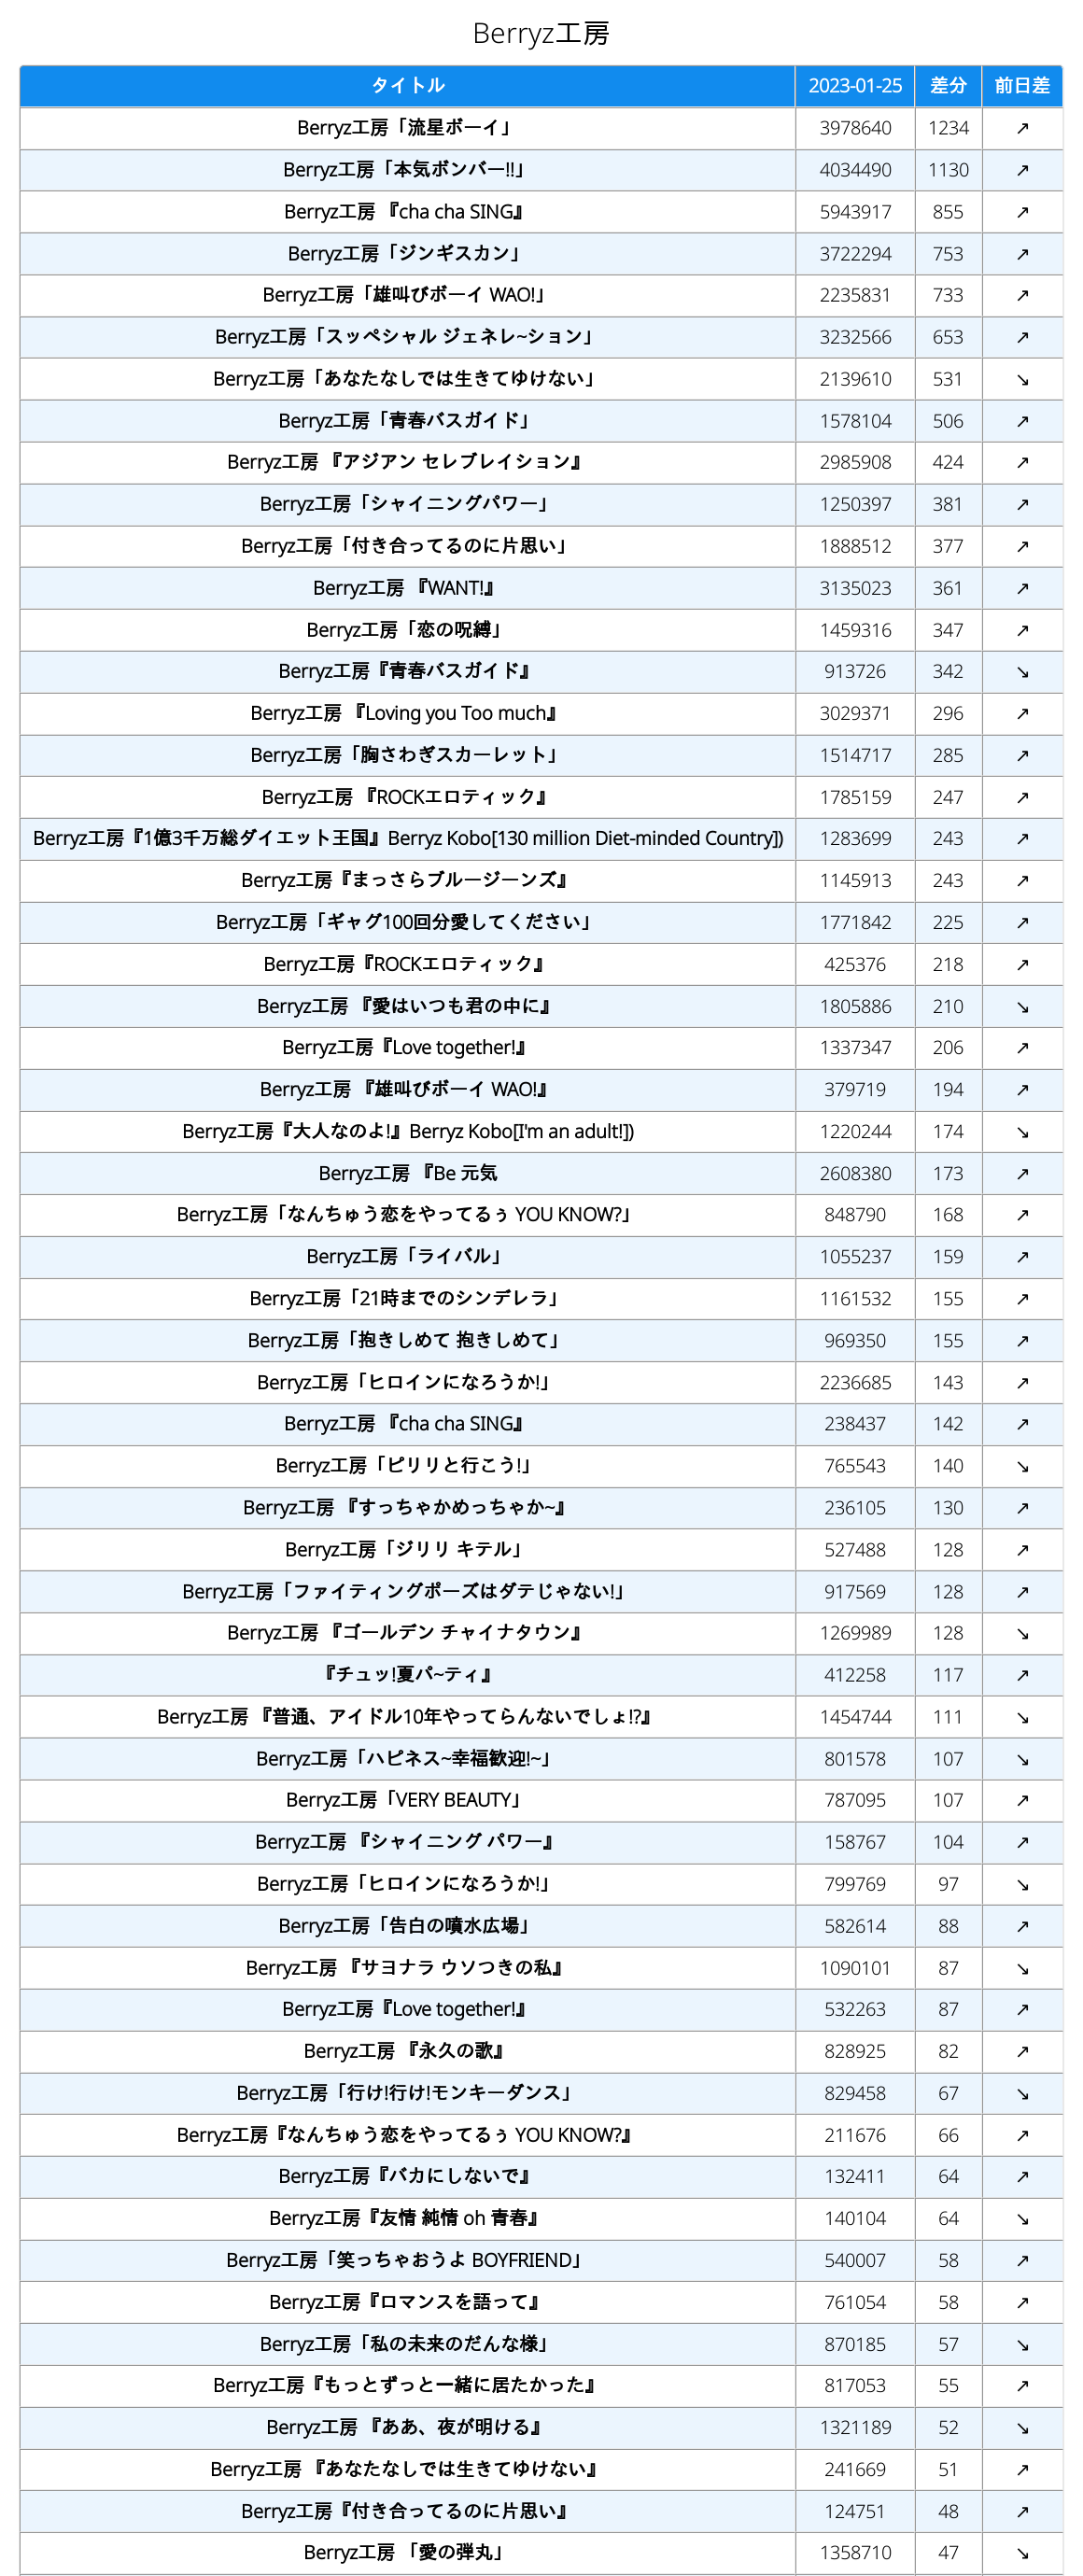 Berryz工房
タイトル 2023-01-25 差分 前日差
Berryz工房「流星ボーイ」 3978640 1234 ↗
Berryz工房「本気ボンバー!!」 4034490 1130 ↗
Berryz工房 『cha cha SING』 5943917 855 ↗
Berryz工房「ジンギスカン」 3722294 753 ↗
Berryz工房「雄叫びボーイ WAO!」 2235831 733 ↗
Berryz工房「スッペシャル ジェネレ~ション」 3232566 653 ↗
Berryz工房「あなたなしでは生きてゆけない」 2139610 531 ↘
Berryz工房「青春バスガイド」 1578104 506 ↗
Berryz工房 『アジアン セレブレイション』 2985908 424 ↗
Berryz工房「シャイニングパワー」 1250397 381 ↗
Berryz工房「付き合ってるのに片思い」 1888512 377 ↗
Berryz工房 『WANT!』 3135023 361 ↗
Berryz工房「恋の呪縛」 1459316 347 ↗
Berryz工房『青春バスガイド』 913726 342 ↘
Berryz工房 『Loving you Too much』 3029371 296 ↗
Berryz工房「胸さわぎスカーレット」 1514717 285 ↗
Berryz工房 『ROCKエロティック』 1785159 247 ↗
Berryz工房『1億3千万総ダイエット王国』Berryz Kobo[130 million Diet-minded Country]) 1283699 243 ↗
Berryz工房『まっさらブルージーンズ』 1145913 243 ↗
Berryz工房「ギャグ100回分愛してください」 1771842 225 ↗
Berryz工房『ROCKエロティック』 425376 218 ↗
Berryz工房 『愛はいつも君の中に』 1805886 210 ↘
Berryz工房『Love together!』 1337347 206 ↗
Berryz工房 『雄叫びボーイ WAO!』 379719 194 ↗
Berryz工房『大人なのよ!』Berryz Kobo[I'm an adult!]) 1220244 174 ↘
Berryz工房 『Be 元気 2608380 173 ↗
Berryz工房「なんちゅう恋をやってるぅ YOU KNOW?」 848790 168 ↗
Berryz工房「ライバル」 1055237 159 ↗
Berryz工房「21時までのシンデレラ」 1161532 155 ↗
Berryz工房「抱きしめて 抱きしめて」 969350 155 ↗
Berryz工房「ヒロインになろうか!」 2236685 143 ↗
Berryz工房 『cha cha SING』 238437 142 ↗
Berryz工房「ピリリと行こう!」 765543 140 ↘
Berryz工房 『すっちゃかめっちゃか~』 236105 130 ↗
Berryz工房「ジリリ キテル」 527488 128 ↗
Berryz工房「ファイティングポーズはダテじゃない!」 917569 128 ↗
Berryz工房 『ゴールデン チャイナタウン』 1269989 128 ↘
『チュッ!夏パ~ティ』 412258 117 ↗
Berryz工房 『普通、アイドル10年やってらんないでしょ!?』 1454744 111 ↘
Berryz工房「ハピネス~幸福歓迎!~」 801578 107 ↘
Berryz工房「VERY BEAUTY」 787095 107 ↗
Berryz工房 『シャイニング パワー』 158767 104 ↗
Berryz工房「ヒロインになろうか!」 799769 97 ↘
Berryz工房「告白の噴水広場」 582614 88 ↗
Berryz工房 『サヨナラ ウソつきの私』 1090101 87 ↘
Berryz工房『Love together!』 532263 87 ↗
Berryz工房 『永久の歌』 828925 82 ↗
Berryz工房「行け!行け!モンキーダンス」 829458 67 ↘
Berryz工房『なんちゅう恋をやってるぅ YOU KNOW?』 211676 66 ↗
Berryz工房『バカにしないで』 132411 64 ↗
Berryz工房『友情 純情 oh 青春』 140104 64 ↘
Berryz工房「笑っちゃおうよ BOYFRIEND」 540007 58 ↗
Berryz工房『ロマンスを語って』 761054 58 ↗
Berryz工房「私の未来のだんな様」 870185 57 ↘
Berryz工房『もっとずっと一緒に居たかった』 817053 55 ↗
Berryz工房 『ああ、夜が明ける』 1321189 52 ↘
Berryz工房 『あなたなしでは生きてゆけない』 241669 51 ↗
Berryz工房『付き合ってるのに片思い』 124751 48 ↗
Berryz工房 「愛の弾丸」 1358710 47 ↘